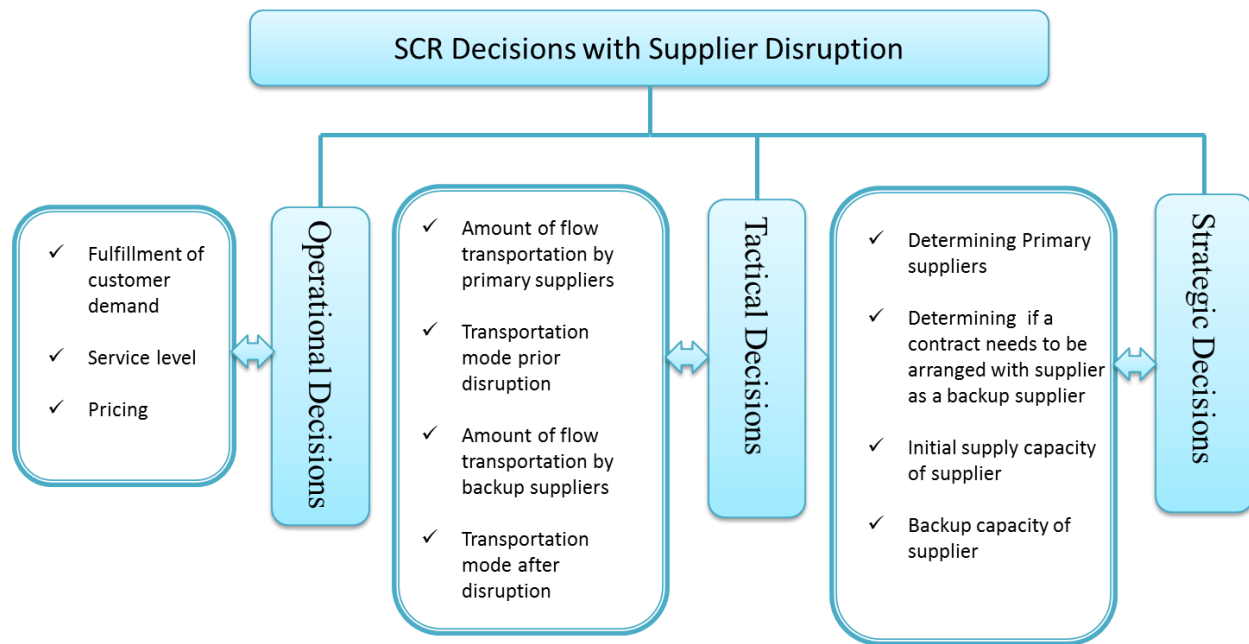 SCR Decisions with Supplier Disruption
✓ Fulfillment of
customer
demand
✓ Service level
✓ Pricing
Operational Decisions
✓ Amount of flow
transportation by
primary suppliers
✓ Transportation
mode prior
disruption
✓ Amount of flow
transportation by
backup suppliers
✓ Transportation
mode after
disruption
Tactical Decisions
✓ Determining Primary
suppliers
✓ Determining if a
contract needs to be
arranged with supplier
as a backup supplier
✓ Initial supply capacity
of supplier
✓ Backup capacity of
supplier
Strategic Decisions